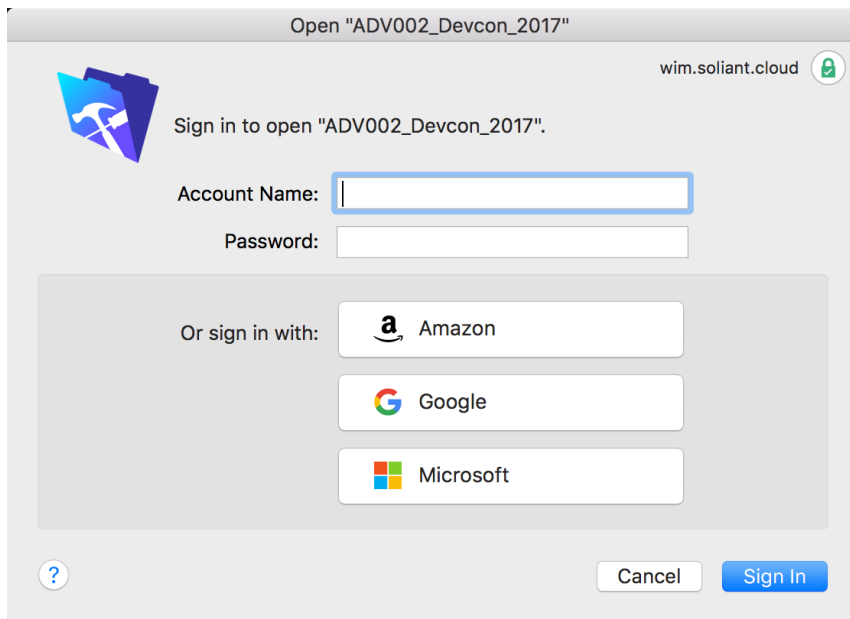 Open "ADV002_Devcon_2017"
wim.soliant.cloud
Sign in to open "ADV002_Devcon_2017".
Account Name:
Password:
Or sign in with:
Amazon
Google
Microsoft
?
Cancel
Sign In